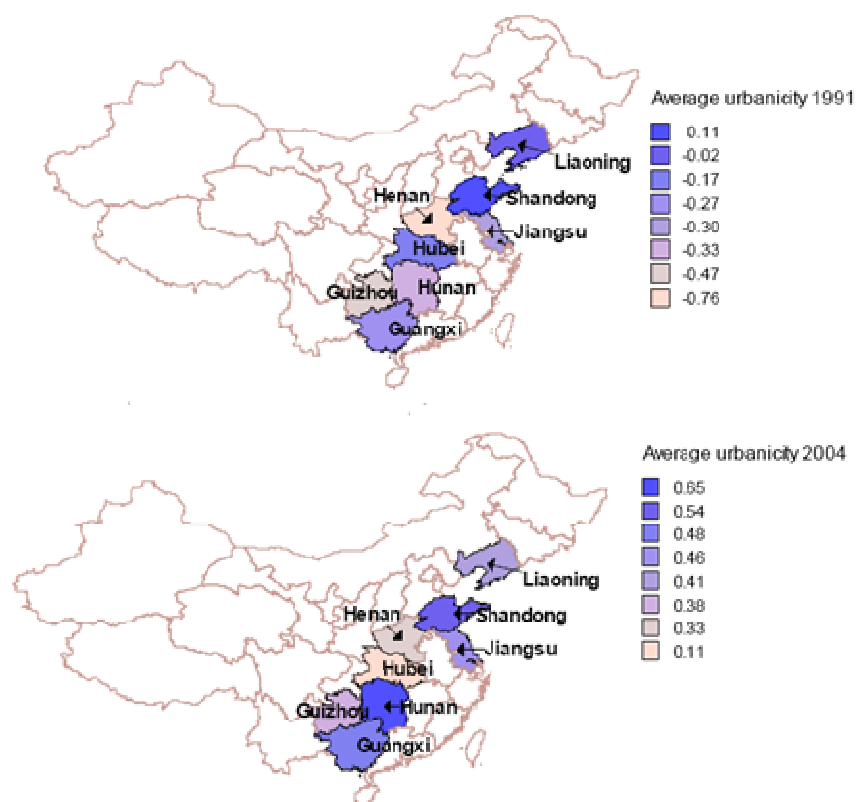 Average urbanicity 1991
0.11
-0.02
-0.17
-0.27
-0.30
-0.33
-0.47
-0.76
Liaoning
Henan
Shandong
Jiangsu
Hubei
Guizhou
Hunan
Guangxi
Average urbanicity 2004
0.65
0.54
0.48
0.46
0.41
0.38
0.33
0.11
Liaoning
Henan
Shandong
Jiangsu
Hubei
Guizhou
Hunan
Guangxi